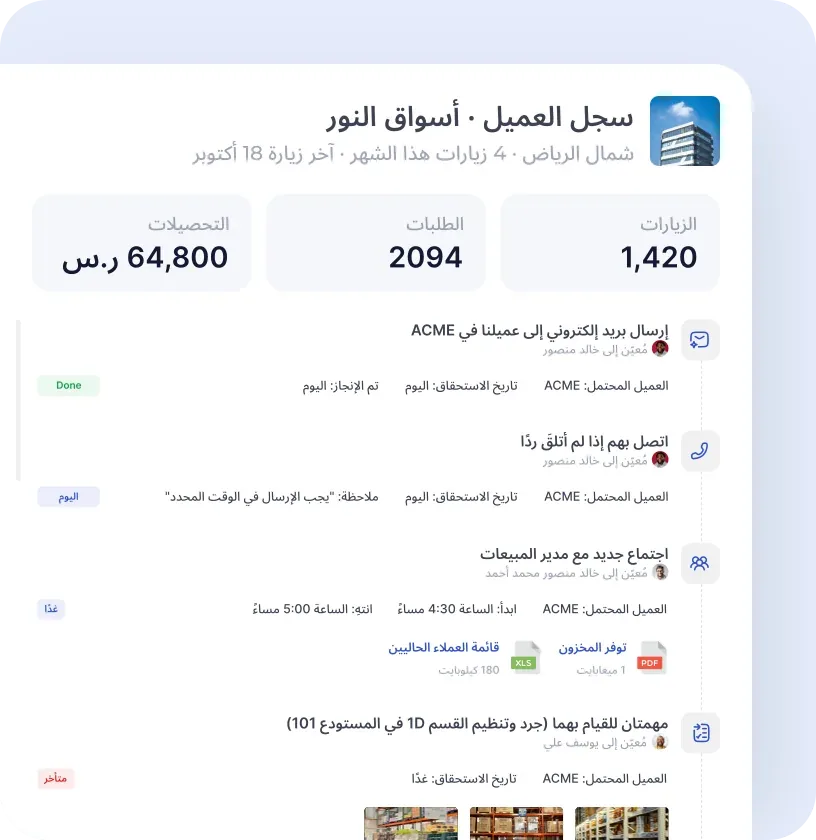 سجل العميل · أسواق النور
شمال الرياض · 4 زيارات هذا الشهر · آخر زيارة 18 أكتوبر
الزيارات
1,420
الطلبات
2094
التحصيلات
64,800 ر.س
إرسال بريد إلكتروني إلى عميلنا في ACME
مُعيّن إلى خالد منصور
العميل المحتمل: ACME تاريخ الاستحقاق: اليوم تم الإنجاز: اليوم Done
اتصل بهم إذا لم أتلقَ ردًا
مُعيّن إلى خالد منصور
العميل المحتمل: ACME تاريخ الاستحقاق: اليوم ملاحظة: "يجب الإرسال في الوقت المحدد" اليوم
اجتماع جديد مع مدير المبيعات
مُعيّن إلى خالد منصور محمد أحمد
العميل المحتمل: ACME ابدأ: الساعة 4:30 مساءً انتهِ: الساعة 5:00 مساءً غدًا
PDF توفر المخزون XLS قائمة العملاء الحاليين
1 ميغابايت 180 كيلوبايت
مهمتان للقيام بهما (جرد وتنظيم القسم 1D في المستودع 101)
مُعيّن إلى يوسف علي
العميل المحتمل: ACME تاريخ الاستحقاق: غدًا متأخر